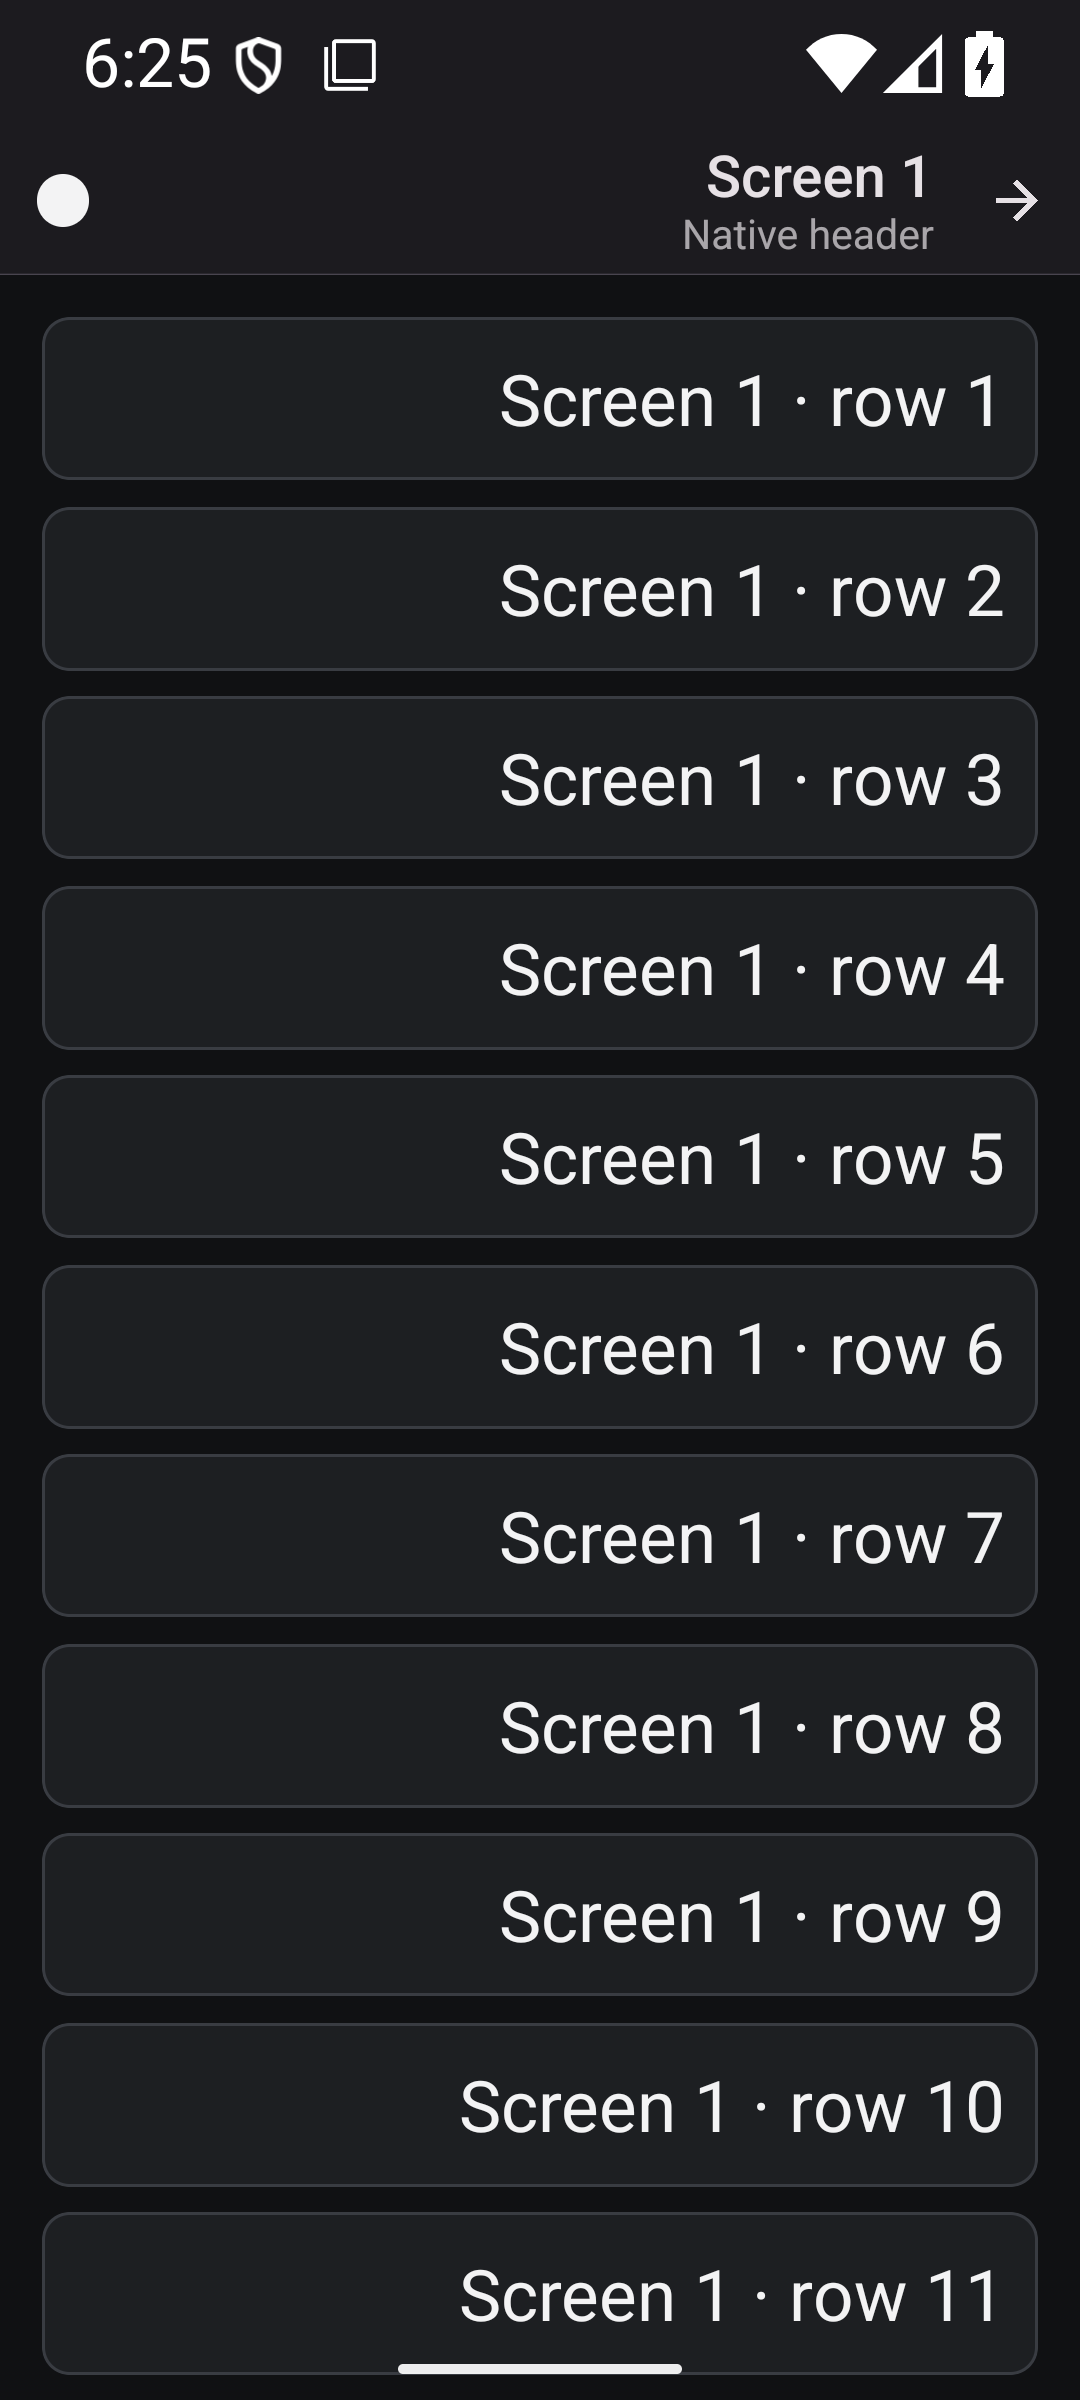 6:25
Screen 1
Native header
Screen 1 · row 1
Screen 1 · row 2
Screen 1 · row 3
Screen 1 · row 4
Screen 1 · row 5
Screen 1 · row 6
Screen 1 · row 7
Screen 1 · row 8
Screen 1 · row 9
Screen 1 · row 10
Screen 1 · row 11